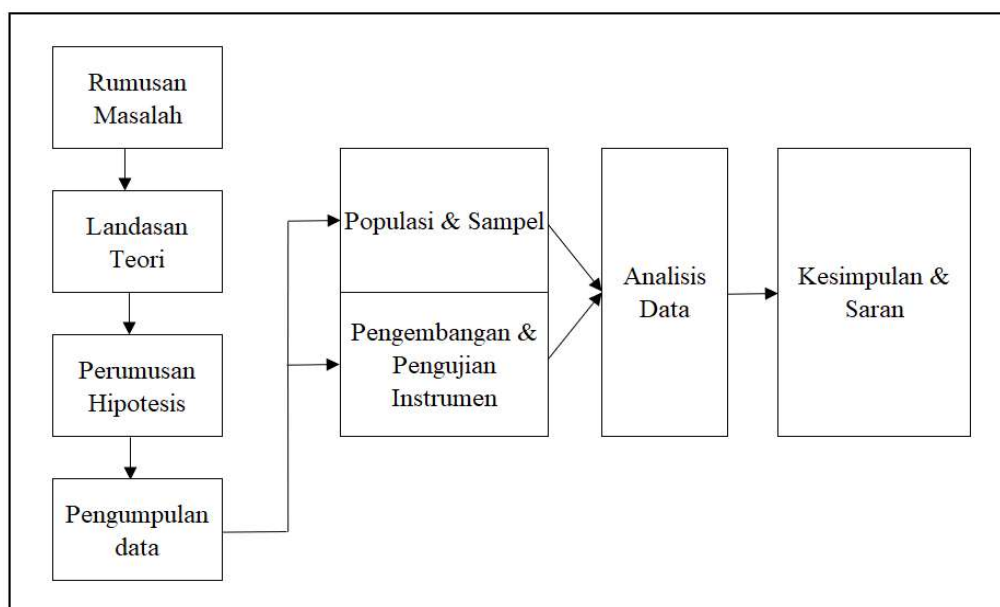 Rumusan
Masalah
Landasan
Teori
Perumusan
Hipotesis
Pengumpulan
data
Populasi & Sampel
Pengembangan &
Pengujian
Instrumen
Analisis
Data
Kesimpulan &
Saran